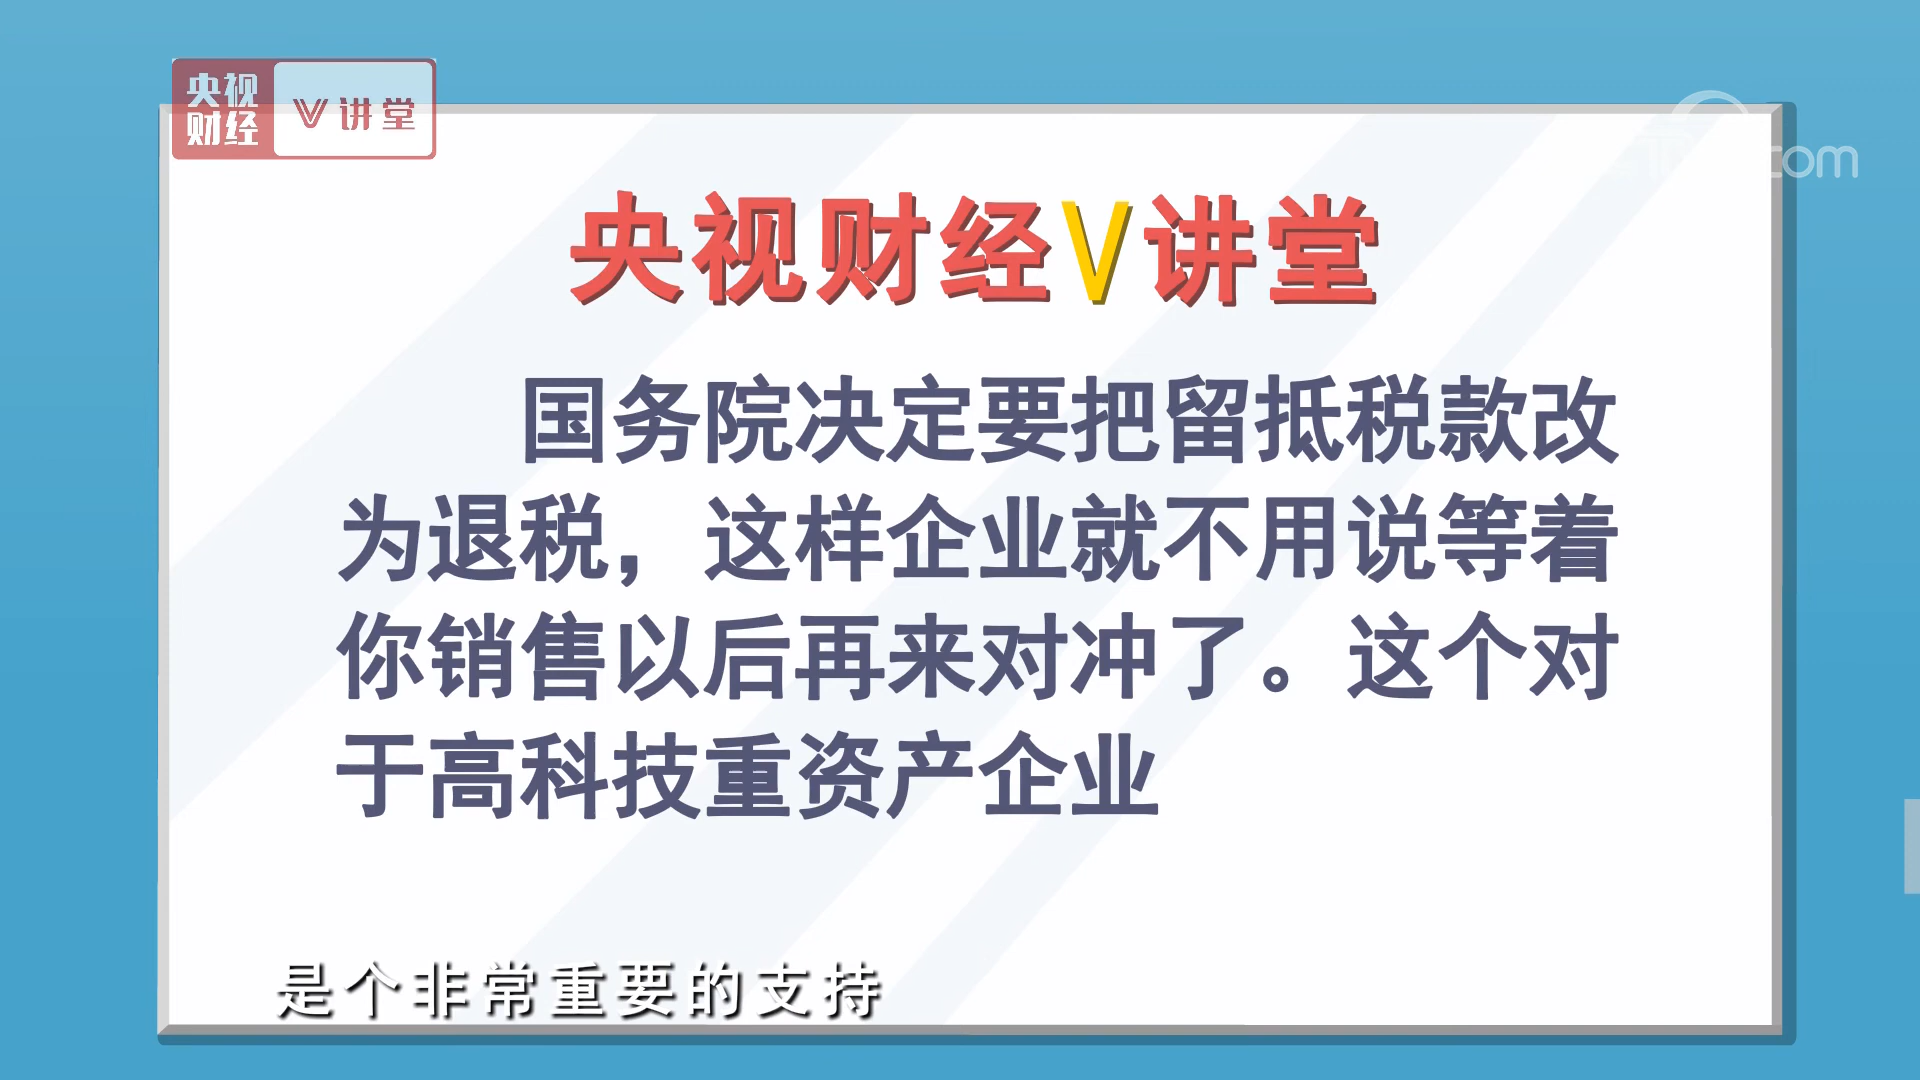 央视
财经
V讲堂
com
央视财经V讲堂
国务院决定要把留抵税款改
为退税，这样企业就不用说等着
你销售以后再来对冲了。这个对
于高科技重资产企业
是个非常重要的支持